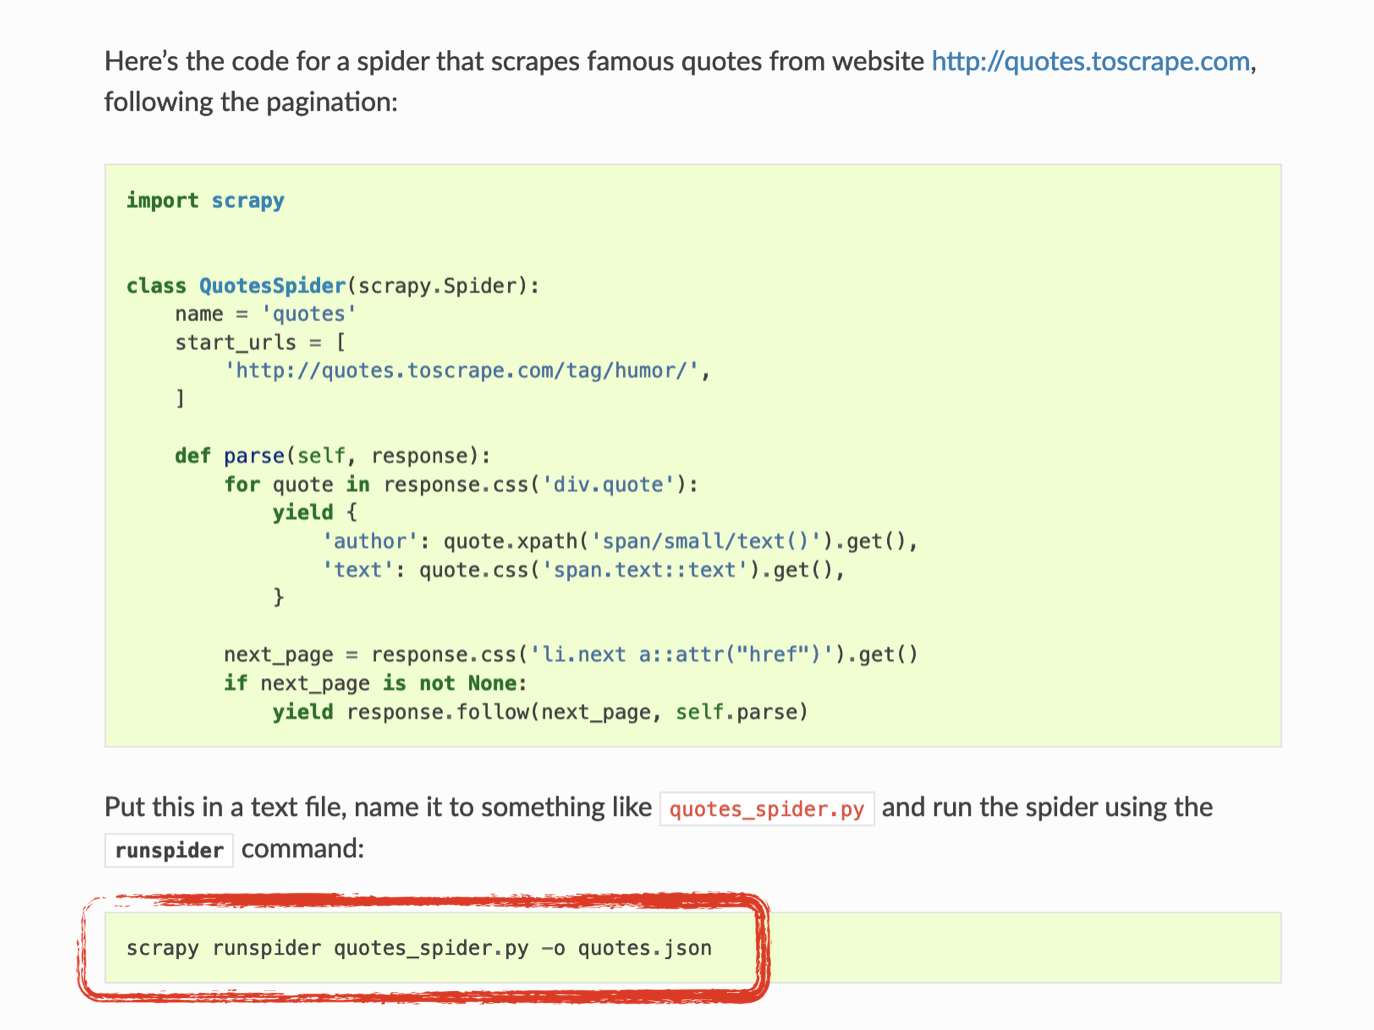 Here’s the code for a spider that scrapes famous quotes from website http://quotes.toscrape.com,
following the pagination:
import scrapy
class QuotesSpider(scrapy.Spider):
    name = 'quotes'
    start_urls = [
        'http://quotes.toscrape.com/tag/humor/',
    ]
    def parse(self, response):
        for quote in response.css('div.quote'):
            yield {
                'author': quote.xpath('span/small/text()').get(),
                'text': quote.css('span.text::text').get(),
            }
        next_page = response.css('li.next a::attr("href")').get()
        if next_page is not None:
            yield response.follow(next_page, self.parse)
Put this in a text file, name it to something like quotes_spider.py and run the spider using the
runspider command:
scrapy runspider quotes_spider.py -o quotes.json